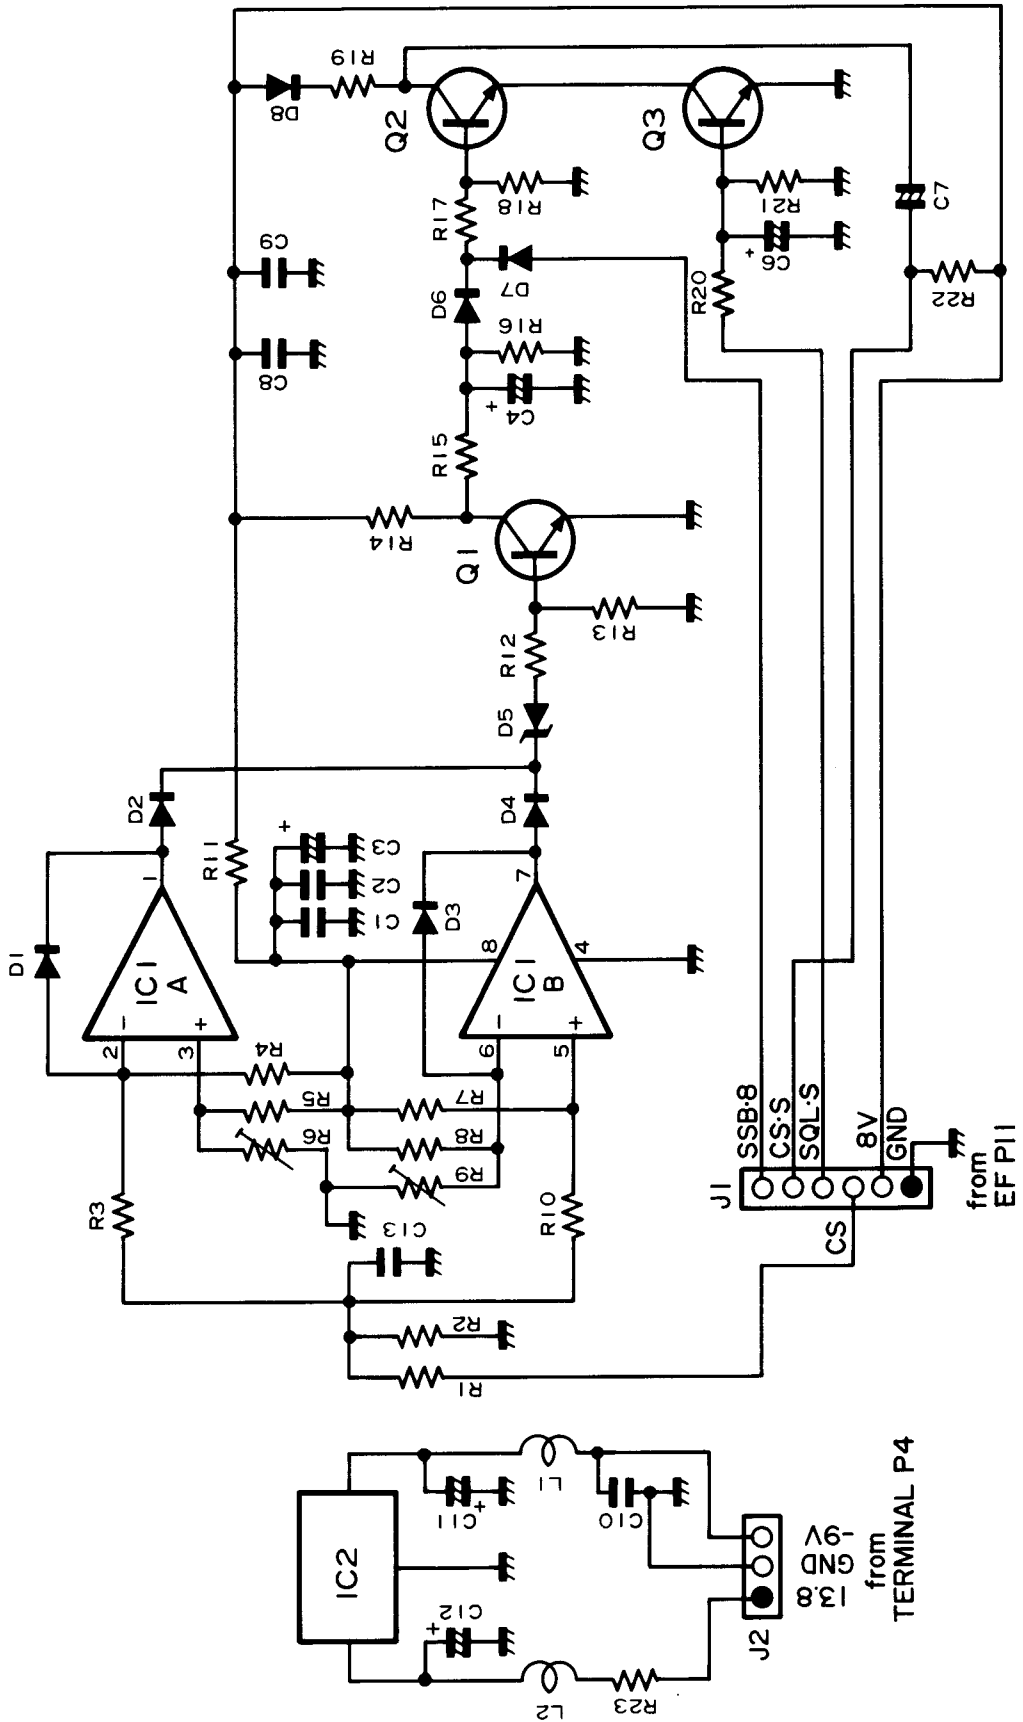 R19
D8
Q2
Q3
R17
R18
R21
C7
C9
D7
D6
R20
C6
+
R22
C8
R16
C4
+
R15
R14
Q1
R12
R13
D5
D2
D4
R11
+
C3
C2
C1
D3
D1
1
7
8
4
IC1
A
IC1
B
−
+
−
+
2
3
6
5
R4
R5
R6
R7
R8
R9
R3
R10
C13
R2
R1
SSB·8
CS·S
SQL·S
8V
GND
J1
CS
from
EF P11
IC2
C11
+
C12
+
L1
C10
L2
R23
-9V
GND
13.8
J2
from
TERMINAL P4